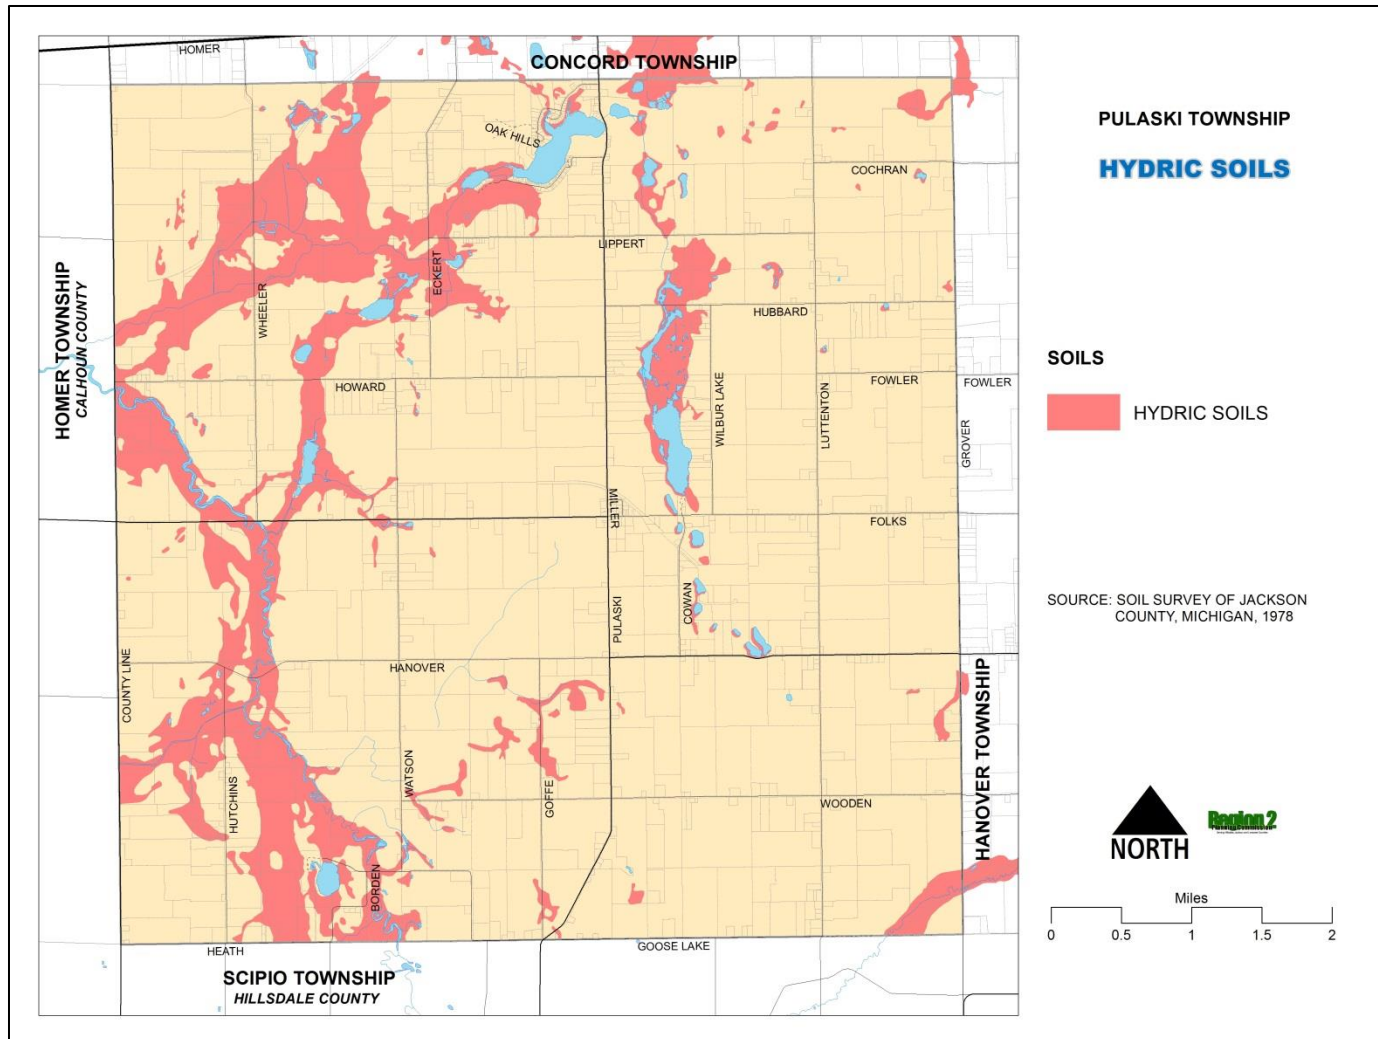 HOMER
CONCORD TOWNSHIP
OAK HILLS
COCHRAN
LIPPERT
ECKERT
WHEELER
HUBBARD
HOMER TOWNSHIP
CALHOUN COUNTY
HOWARD
WILBUR LAKE
LUTTENTON
FOWLER
FOWLER
GROVER
MILLER
FOLKS
PULASKI
COWAN
COUNTY LINE
HANOVER
HANOVER TOWNSHIP
HUTCHINS
WATSON
GOFFE
WOODEN
BORDEN
HEATH
GOOSE LAKE
SCIPIO TOWNSHIP
HILLSDALE COUNTY
PULASKI TOWNSHIP
HYDRIC SOILS
SOILS
HYDRIC SOILS
SOURCE: SOIL SURVEY OF JACKSON
COUNTY, MICHIGAN, 1978
NORTH
Region 2
Planning Commission
Miles
0 0.5 1 1.5 2